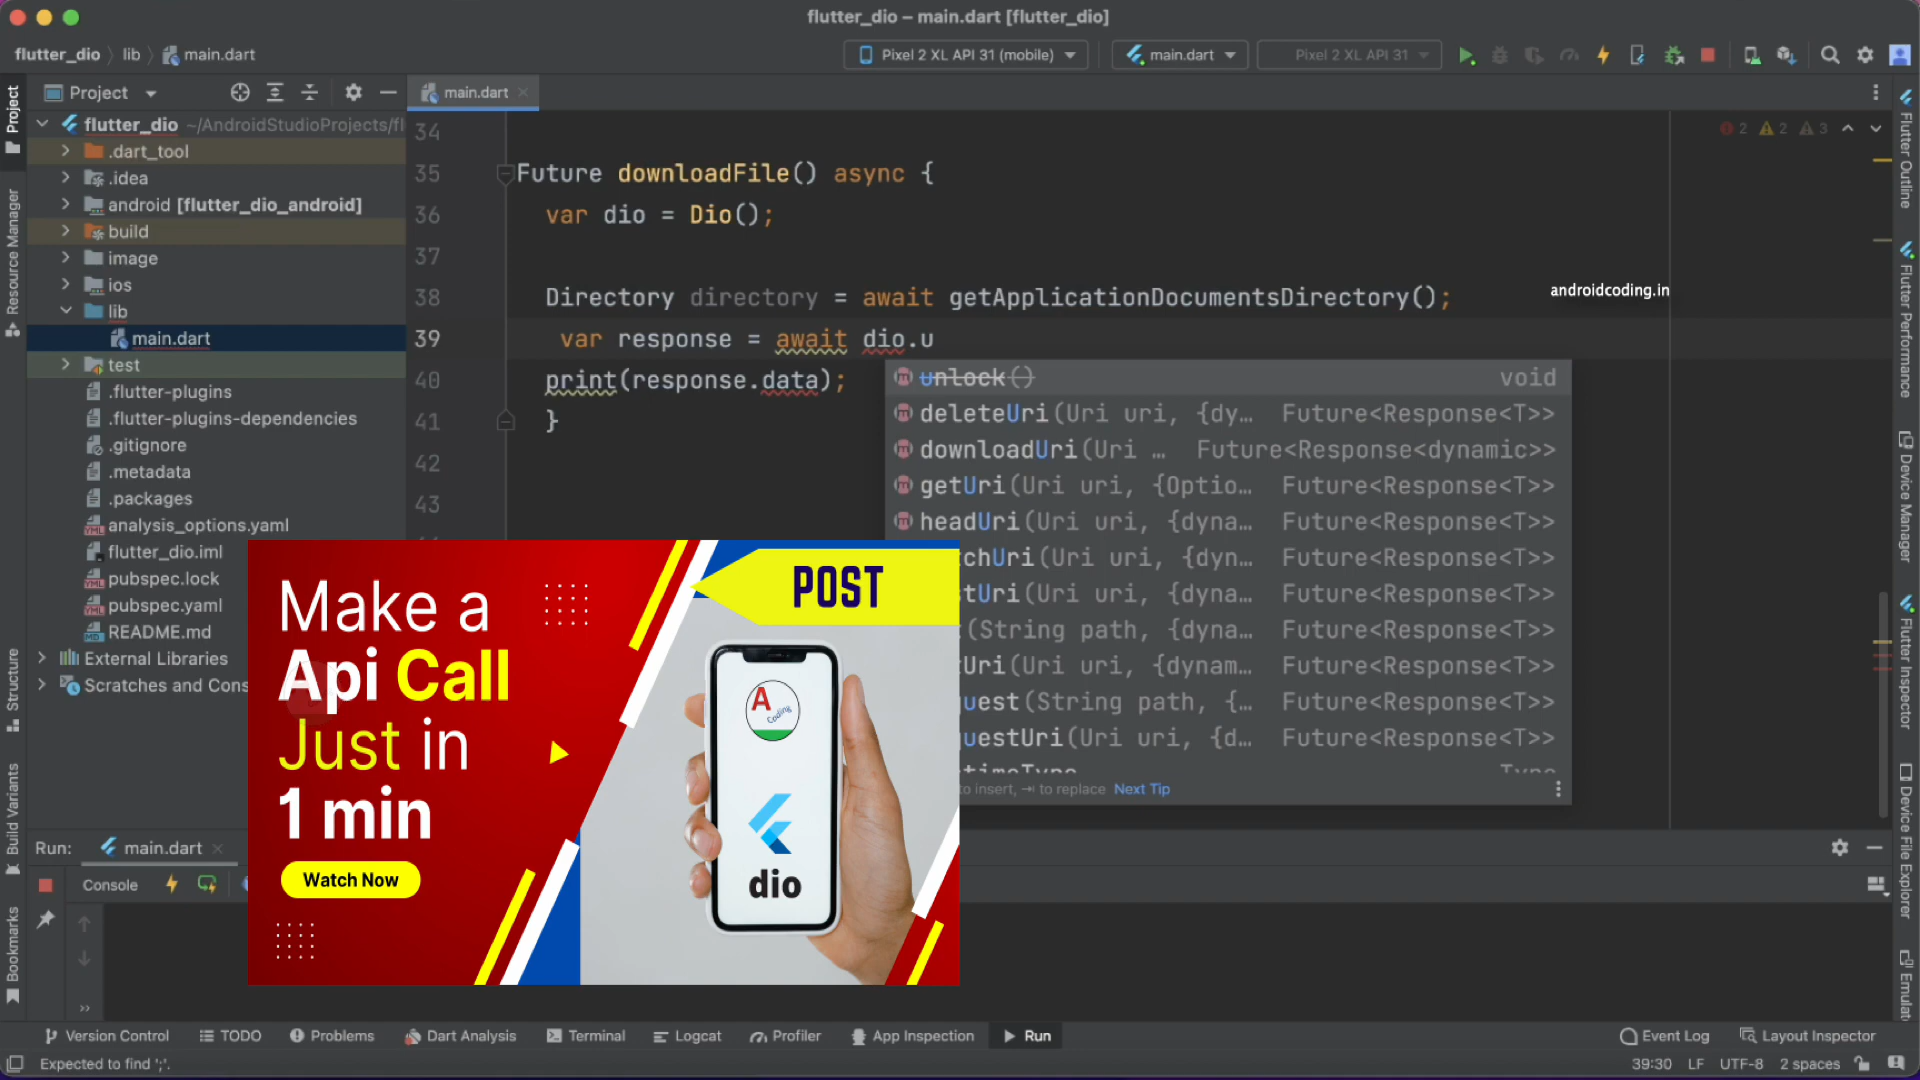 flutter_dio – main.dart [flutter_dio]
flutter_dio lib main.dart
Pixel 2 XL API 31 (mobile)
main.dart
Pixel 2 XL API 31
Project
main.dart
Project
Resource Manager
Structure
Build Variants
Bookmarks
flutter_dio ~/AndroidStudioProjects/fl
.dart_tool
.idea
android [flutter_dio_android]
build
image
ios
lib
main.dart
test
.flutter-plugins
.flutter-plugins-dependencies
.gitignore
.metadata
.packages
analysis_options.yaml
flutter_dio.iml
pubspec.lock
pubspec.yaml
README.md
External Libraries
Scratches and Cons
2 2 3
34
35 Future downloadFile() async {
36 var dio = Dio();
37
38 Directory directory = await getApplicationDocumentsDirectory();
39 var response = await dio.u
40 print(response.data);
41 }
42
43
androidcoding.in
unlock() void
deleteUri(Uri uri, {dy… Future<Response<T>>
downloadUri(Uri … Future<Response<dynamic>>
getUri(Uri uri, {Optio… Future<Response<T>>
headUri(Uri uri, {dyna… Future<Response<T>>
chUri(Uri uri, {dyna… Future<Response<T>>
stUri(Uri uri, {dyna… Future<Response<T>>
(String path, {dyna… Future<Response<T>>
Uri(Uri uri, {dynam… Future<Response<T>>
uest(String path, {… Future<Response<T>>
uestUri(Uri uri, {d… Future<Response<T>>
timeType Type
to insert, ⇥ to replace Next Tip
Make a
Api Call
Just in
1 min
Watch Now
POST
A
Coding
dio
Flutter Outline
Flutter Performance
Device Manager
Flutter Inspector
Device File Explorer
Emulat
Run: main.dart
Console
Version Control TODO Problems Dart Analysis Terminal Logcat Profiler App Inspection Run Event Log Layout Inspector
Expected to find ';'. 39:30 LF UTF-8 2 spaces